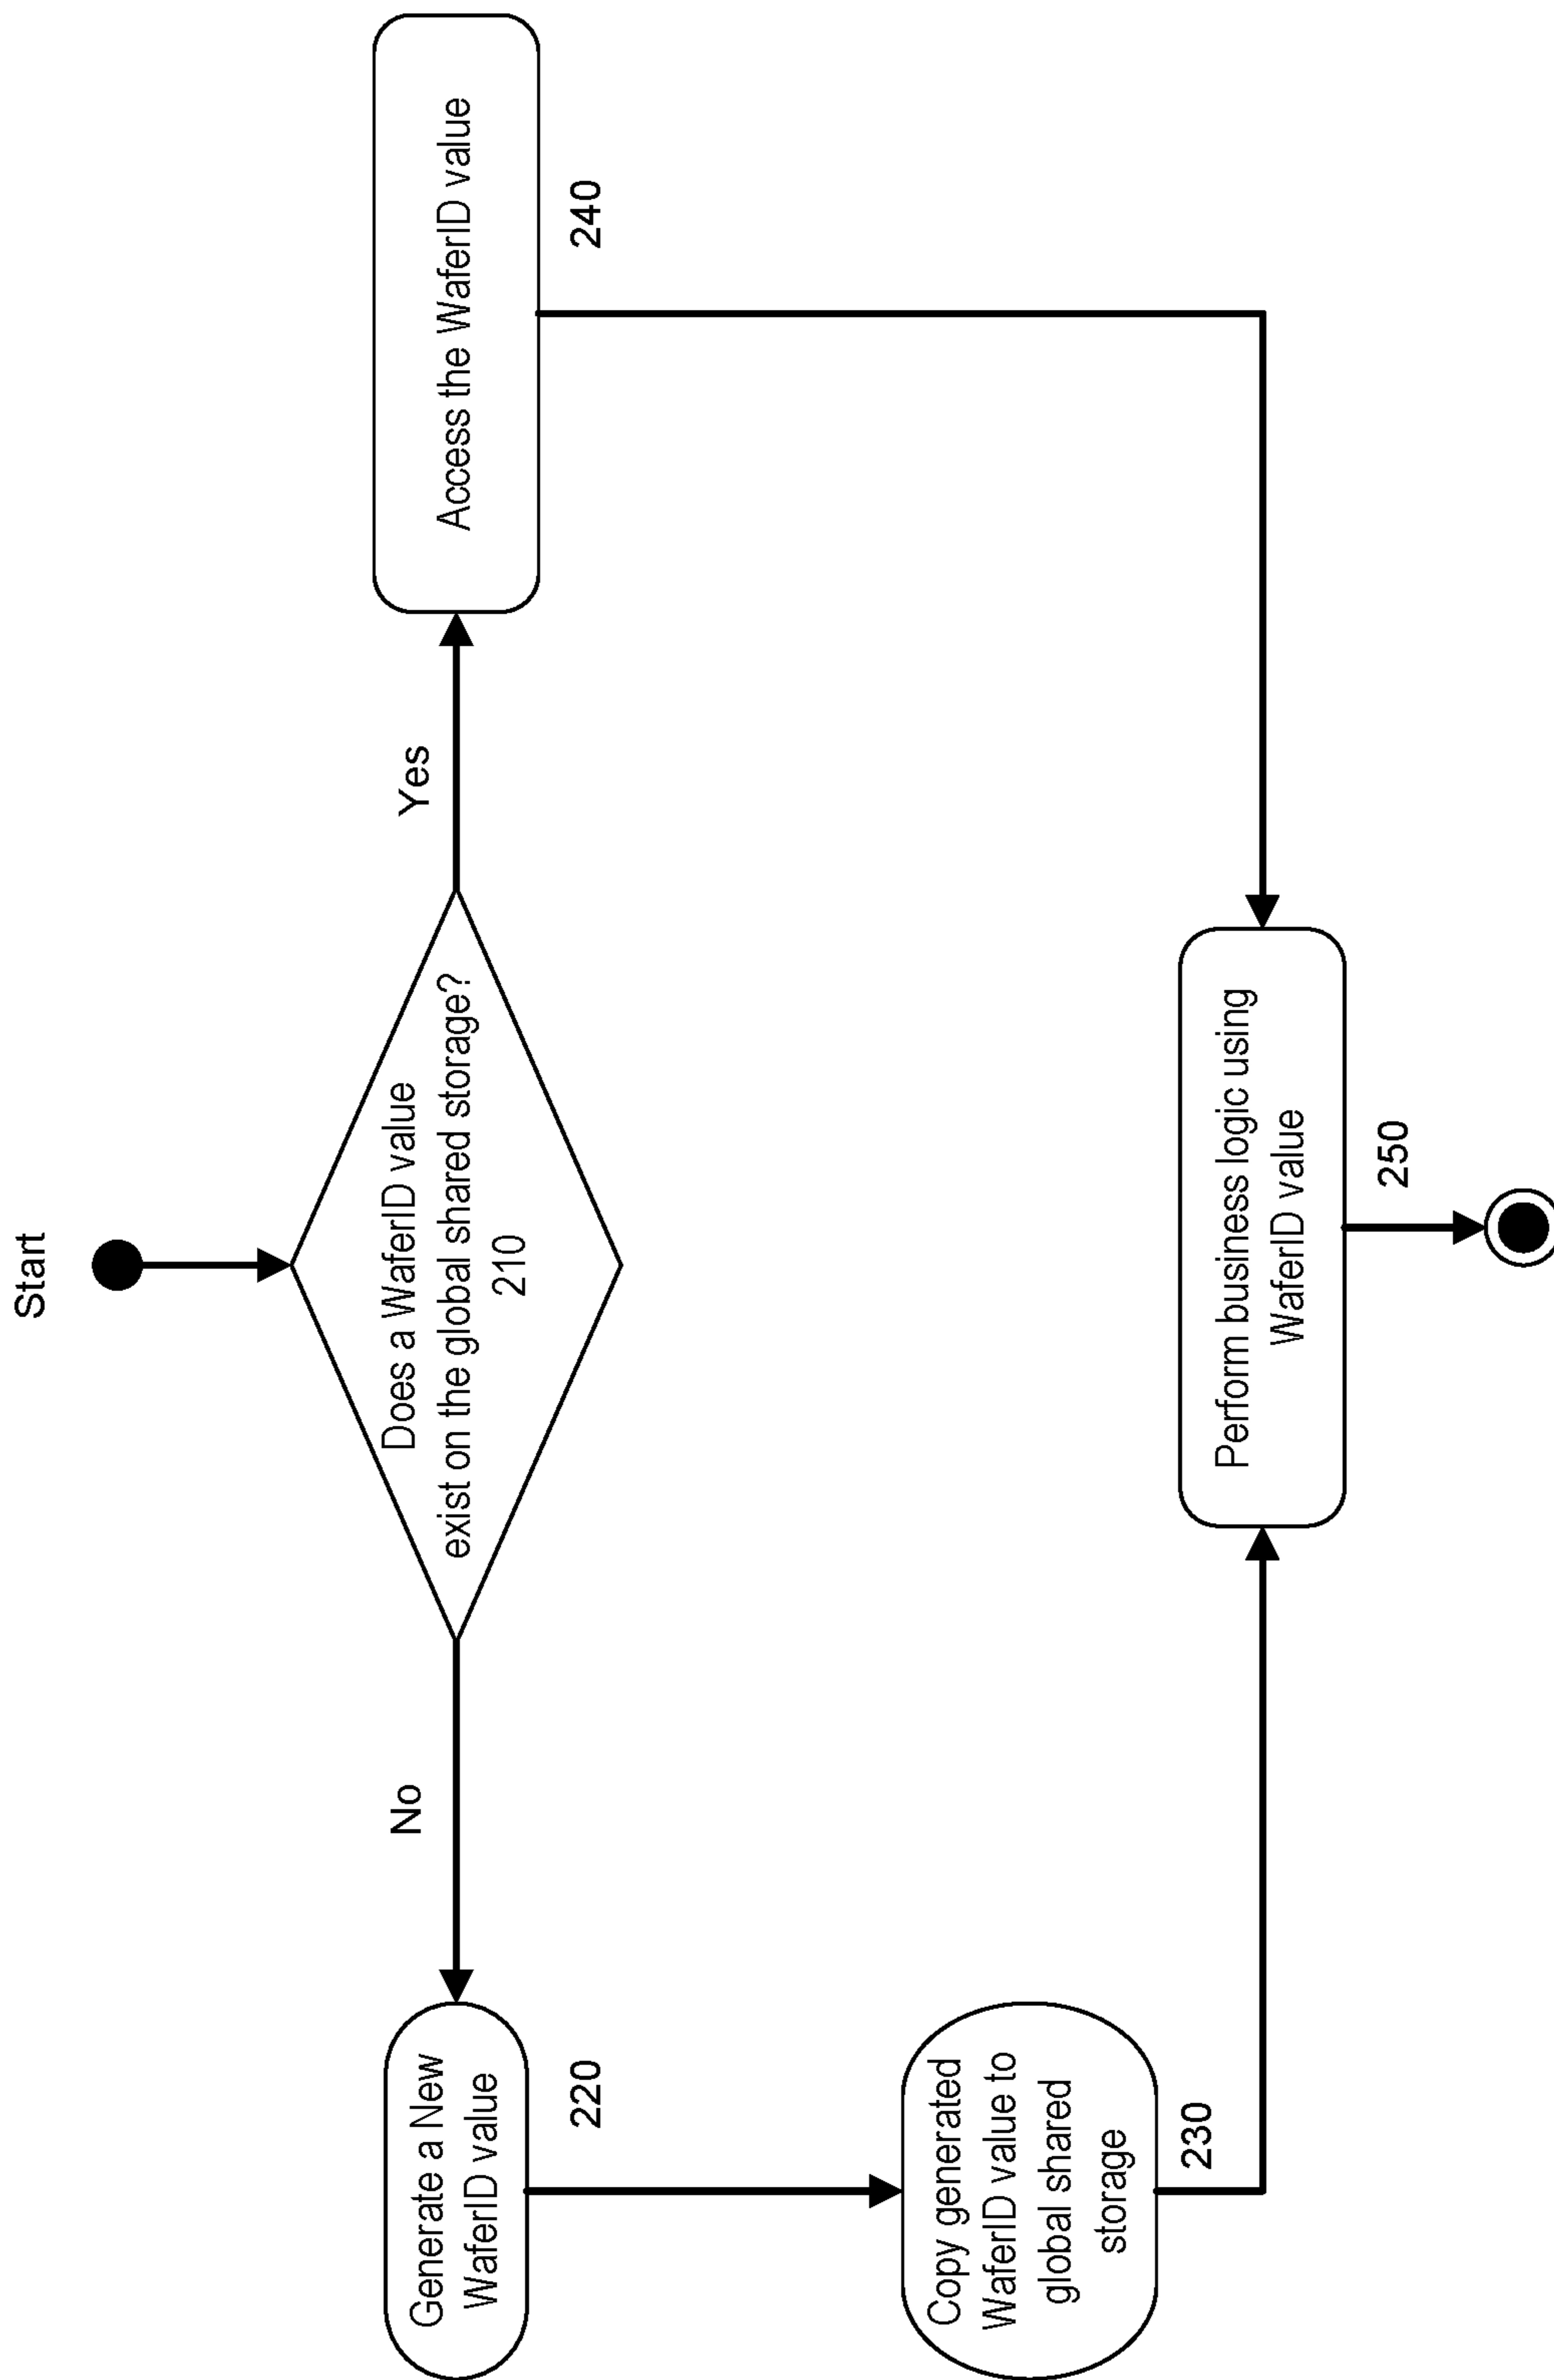 Start
Does a WaferID value
exist on the global shared storage?
210
No
Yes
Generate a New
WaferID value
220
Access the WaferID value
240
Copy generated
WaferID value to
global shared
storage
230
Perform business logic using
WaferID value
250